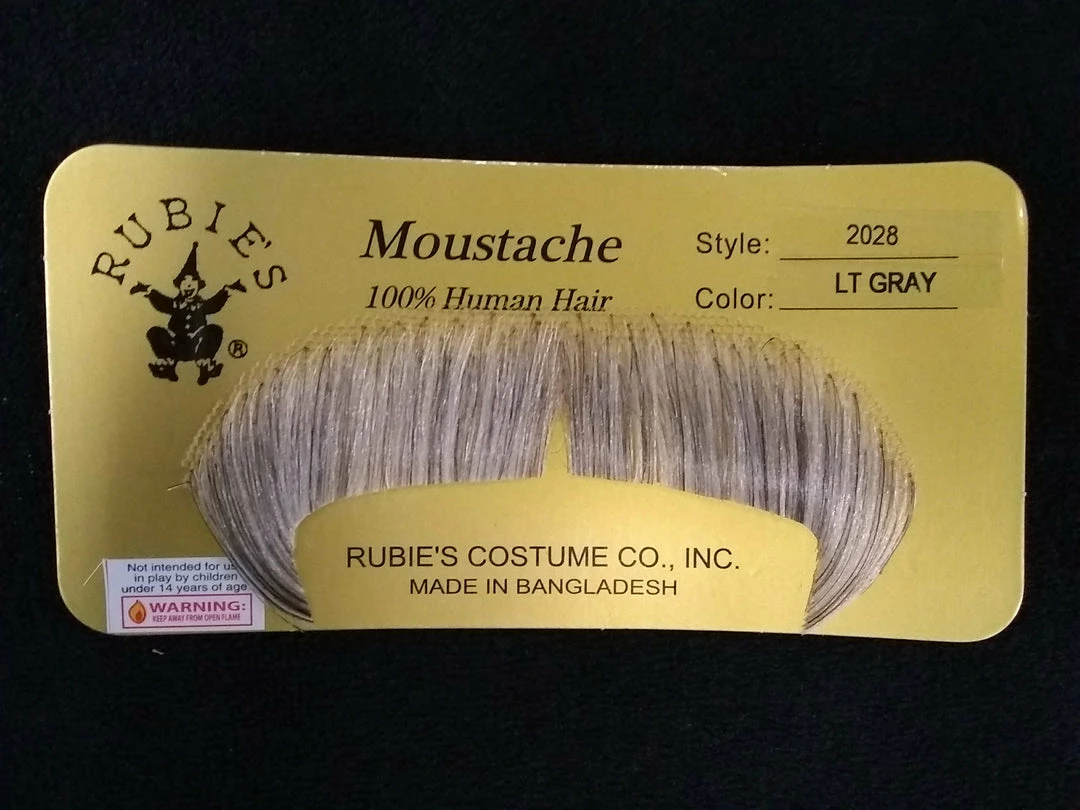 RUBIE'S
®
Moustache
100% Human Hair
Style: 2028
Color: LT GRAY
RUBIE'S COSTUME CO., INC.
MADE IN BANGLADESH
Not intended for us
in play by children
under 14 years of age
WARNING:
KEEP AWAY FROM OPEN FLAME